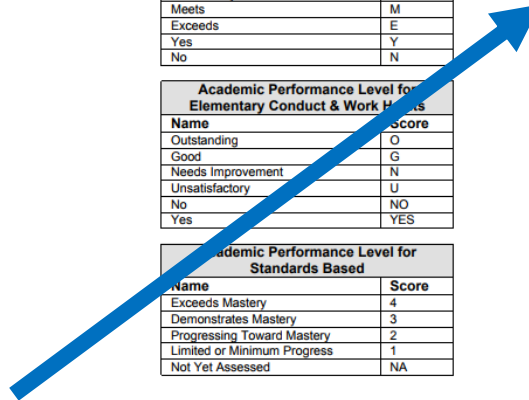 Meets M
Exceeds E
Yes Y
No N
Academic Performance Level for
Elementary Conduct & Work
Name Score
Outstanding O
Good G
Needs Improvement N
Unsatisfactory U
No NO
Yes YES
Performance Level for
Standards Based
Name Score
Exceeds Mastery 4
Demonstrates Mastery 3
Progressing Toward Mastery 2
Limited or Minimum Progress 1
Not Yet Assessed NA